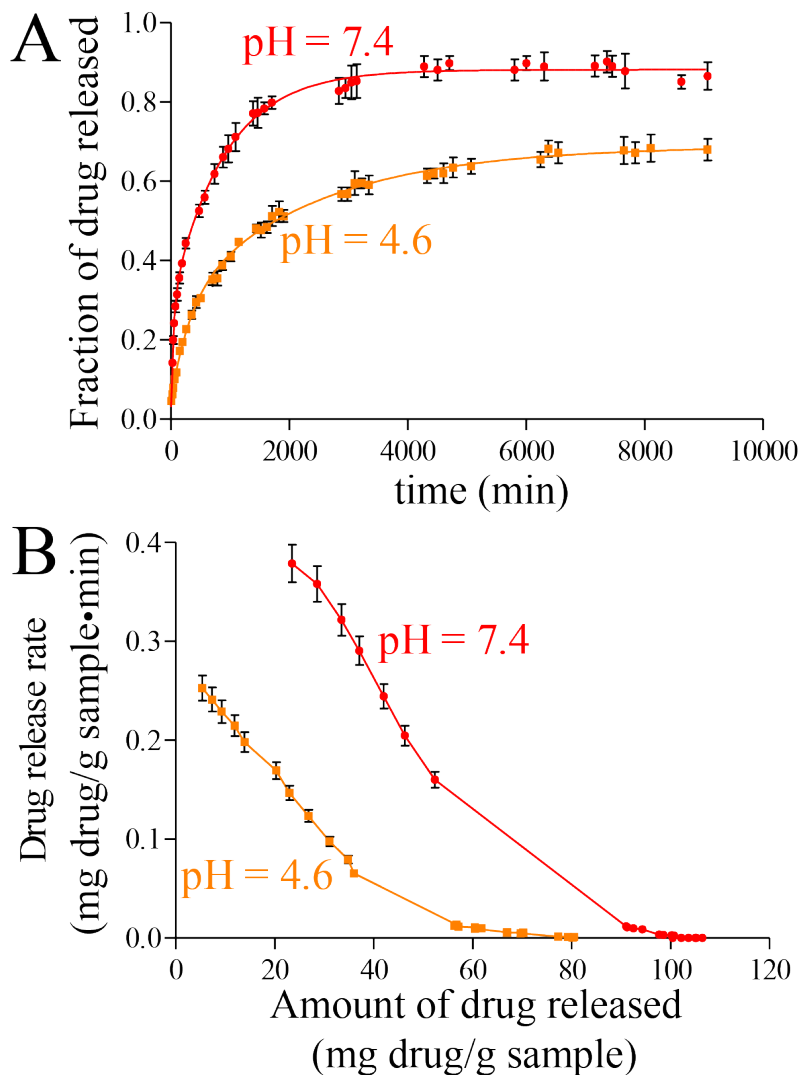 A
1.0
0.8
0.6
0.4
0.2
0.0
Fraction of drug released
pH = 7.4
pH = 4.6
0
2000
4000
6000
8000
10000
time (min)
B
0.4
0.3
0.2
0.1
0.0
Drug release rate
(mg drug/g sample•min)
pH = 7.4
pH = 4.6
0
20
40
60
80
100
120
Amount of drug released
(mg drug/g sample)